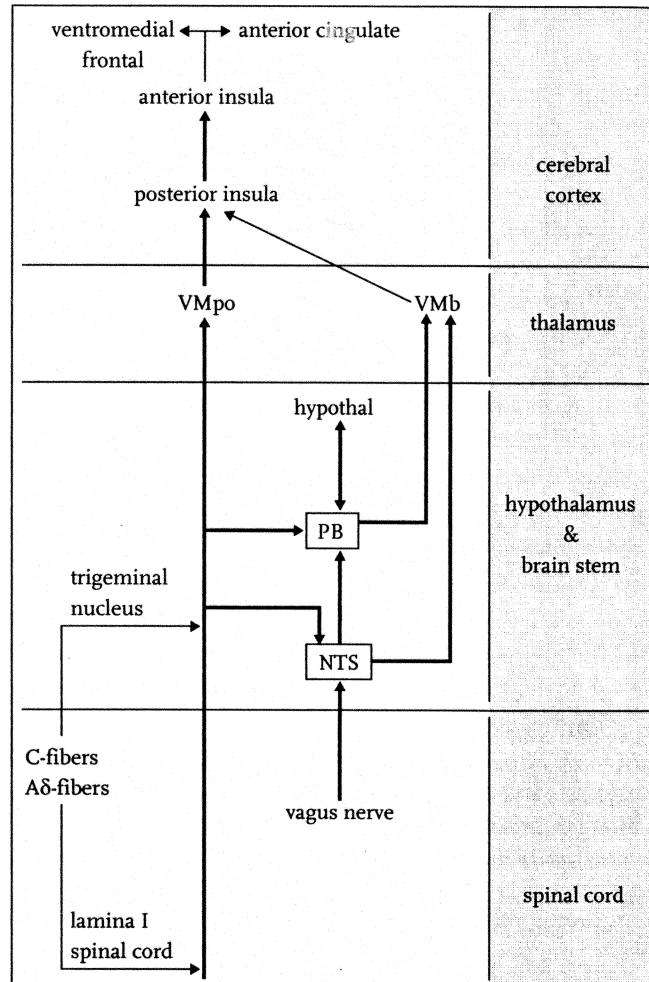 ventromedial
frontal
anterior cingulate
anterior insula
posterior insula
cerebral
cortex
VMpo
VMb
thalamus
hypothal
PB
hypothalamus
&
brain stem
trigeminal
nucleus
NTS
C-fibers
Aδ-fibers
vagus nerve
lamina I
spinal cord
spinal cord